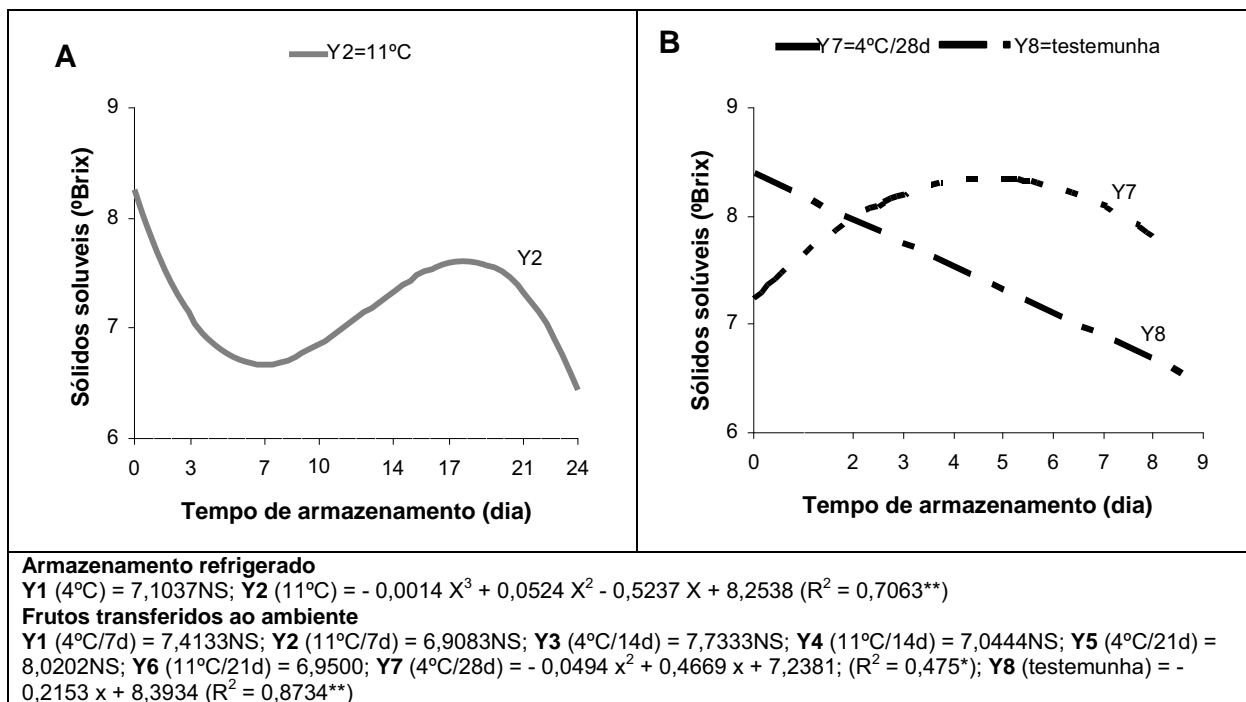 A
Y2=11ºC
Sólidos soluveis (ºBrix)
9
8
7
6
Y2
0 3 7 10 14 17 21 24
Tempo de armazenamento (dia)
B
Y7=4ºC/28d Y8=testemunha
Sólidos solúveis (ºBrix)
9
8
7
6
Y7
Y8
0 2 3 4 5 6 7 8 9
Tempo de armazenamento (dia)
Armazenamento refrigerado
Y1 (4ºC) = 7,1037NS; Y2 (11ºC) = - 0,0014 X³ + 0,0524 X² - 0,5237 X + 8,2538 (R² = 0,7063**)
Frutos transferidos ao ambiente
Y1 (4ºC/7d) = 7,4133NS; Y2 (11ºC/7d) = 6,9083NS; Y3 (4ºC/14d) = 7,7333NS; Y4 (11ºC/14d) = 7,0444NS; Y5 (4ºC/21d) =
8,0202NS; Y6 (11ºC/21d) = 6,9500; Y7 (4ºC/28d) = - 0,0494 x² + 0,4669 x + 7,2381; (R² = 0,475*); Y8 (testemunha) = -
0,2153 x + 8,3934 (R² = 0,8734**)